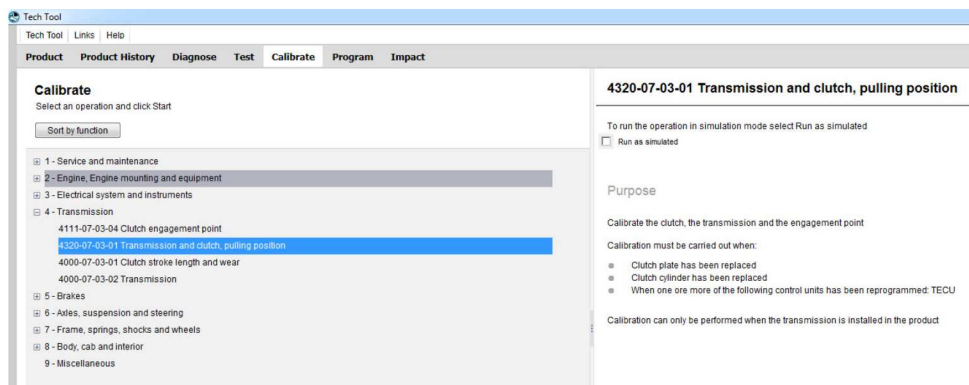 Tech Tool
Tech Tool Links Help
Product Product History Diagnose Test Calibrate Program Impact
Calibrate
Select an operation and click Start
Sort by function
1 - Service and maintenance
2 - Engine, Engine mounting and equipment
3 - Electrical system and instruments
4 - Transmission
4111-07-03-04 Clutch engagement point
4320-07-03-01 Transmission and clutch, pulling position
4000-07-03-01 Clutch stroke length and wear
4000-07-03-02 Transmission
5 - Brakes
6 - Axles, suspension and steering
7 - Frame, springs, shocks and wheels
8 - Body, cab and interior
9 - Miscellaneous
4320-07-03-01 Transmission and clutch, pulling position
To run the operation in simulation mode select Run as simulated
Run as simulated
Purpose
Calibrate the clutch, the transmission and the engagement point
Calibration must be carried out when:
Clutch plate has been replaced
Clutch cylinder has been replaced
When one ore more of the following control units has been reprogrammed: TECU
Calibration can only be performed when the transmission is installed in the product